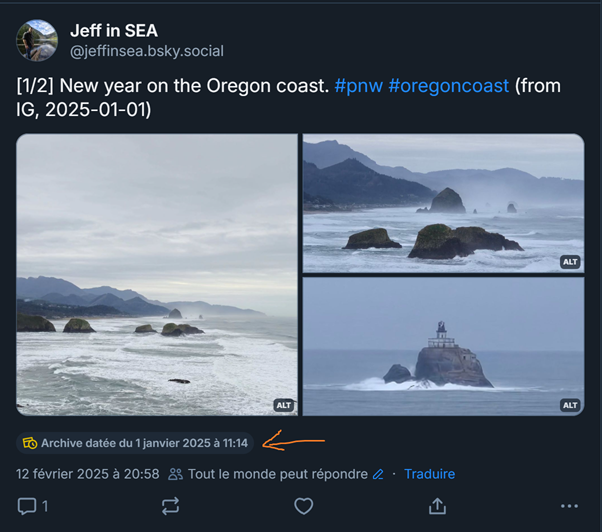 Jeff in SEA
@jeffinsea.bsky.social
[1/2] New year on the Oregon coast. #pnw #oregoncoast (from
IG, 2025-01-01)
ALT
ALT
ALT
Archive datée du 1 janvier 2025 à 11:14
12 février 2025 à 20:58 Tout le monde peut répondre · Traduire
1